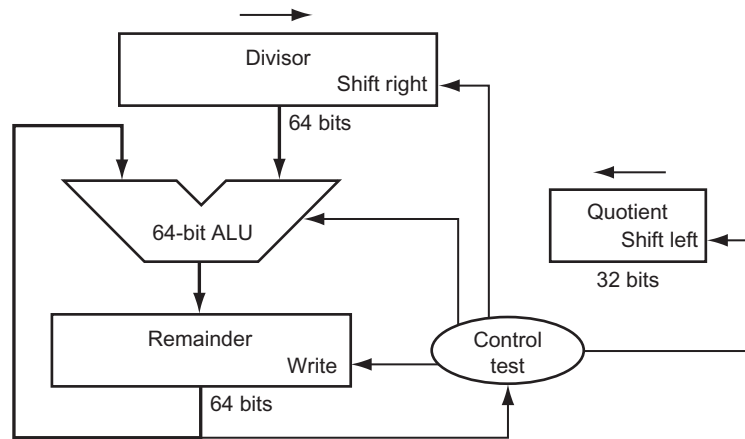 Divisor
Shift right
64 bits
64-bit ALU
Quotient
Shift left
32 bits
Remainder
Write
Control
test
64 bits